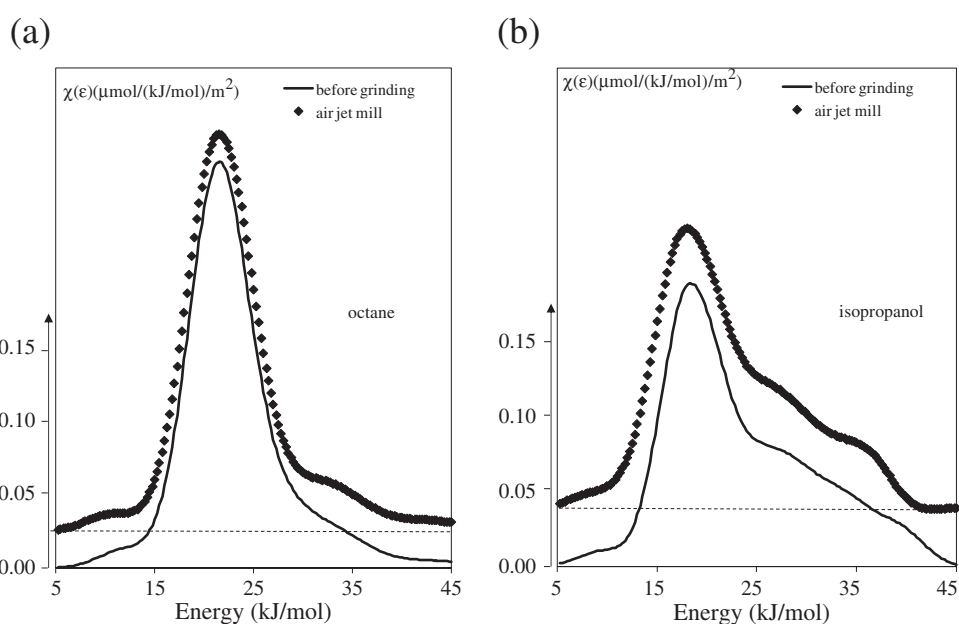 (a)
χ(ε)(μmol/(kJ/mol)/m²)
before grinding
air jet mill
octane
0.15
0.10
0.05
0.00
5 15 25 35 45
Energy (kJ/mol)
(b)
χ(ε)(μmol/(kJ/mol)/m²)
before grinding
air jet mill
isopropanol
0.15
0.10
0.05
0.00
5 15 25 35 45
Energy (kJ/mol)